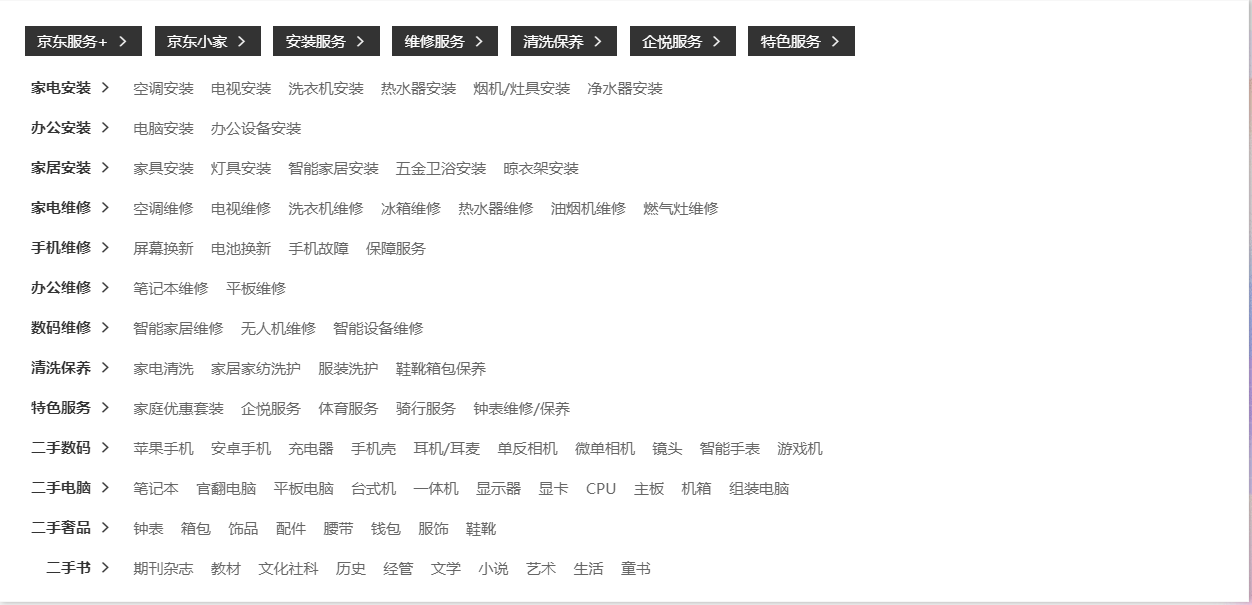 京东服务+ 京东小家 安装服务 维修服务 清洗保养 企悦服务 特色服务
家电安装 空调安装 电视安装 洗衣机安装 热水器安装 烟机/灶具安装 净水器安装
办公安装 电脑安装 办公设备安装
家居安装 家具安装 灯具安装 智能家居安装 五金卫浴安装 晾衣架安装
家电维修 空调维修 电视维修 洗衣机维修 冰箱维修 热水器维修 油烟机维修 燃气灶维修
手机维修 屏幕换新 电池换新 手机故障 保障服务
办公维修 笔记本维修 平板维修
数码维修 智能家居维修 无人机维修 智能设备维修
清洗保养 家电清洗 家居家纺洗护 服装洗护 鞋靴箱包保养
特色服务 家庭优惠套装 企悦服务 体育服务 骑行服务 钟表维修/保养
二手数码 苹果手机 安卓手机 充电器 手机壳 耳机/耳麦 单反相机 微单相机 镜头 智能手表 游戏机
二手电脑 笔记本 官翻电脑 平板电脑 台式机 一体机 显示器 显卡 CPU 主板 机箱 组装电脑
二手奢品 钟表 箱包 饰品 配件 腰带 钱包 服饰 鞋靴
二手书 期刊杂志 教材 文化社科 历史 经管 文学 小说 艺术 生活 童书